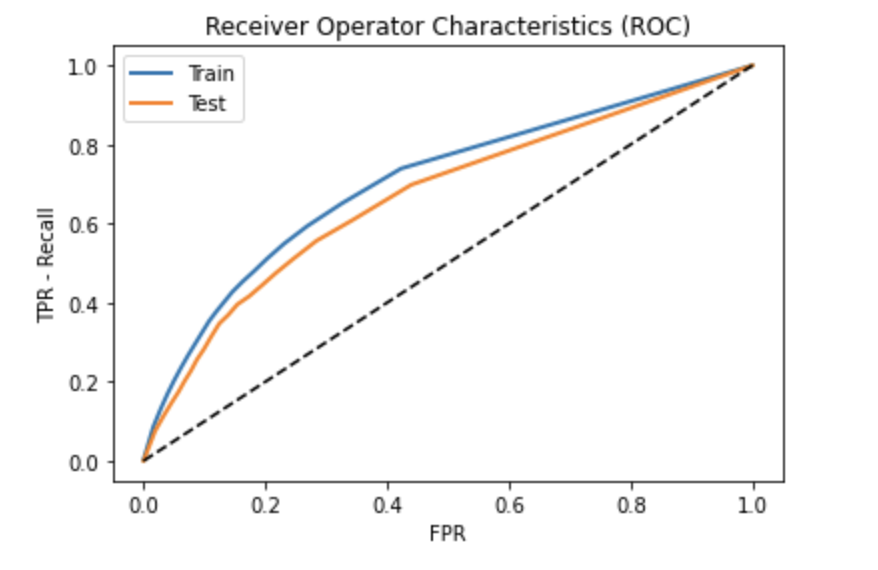 Receiver Operator Characteristics (ROC)
Train
Test
1.0
0.8
0.6
0.4
0.2
0.0
TPR - Recall
0.0 0.2 0.4 0.6 0.8 1.0
FPR